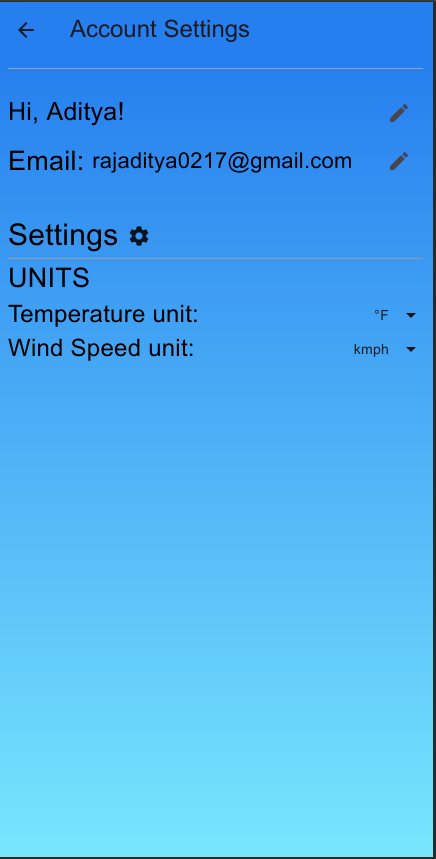 Account Settings
Hi, Aditya!
Email: rajaditya0217@gmail.com
Settings
UNITS
Temperature unit: °F
Wind Speed unit: kmph